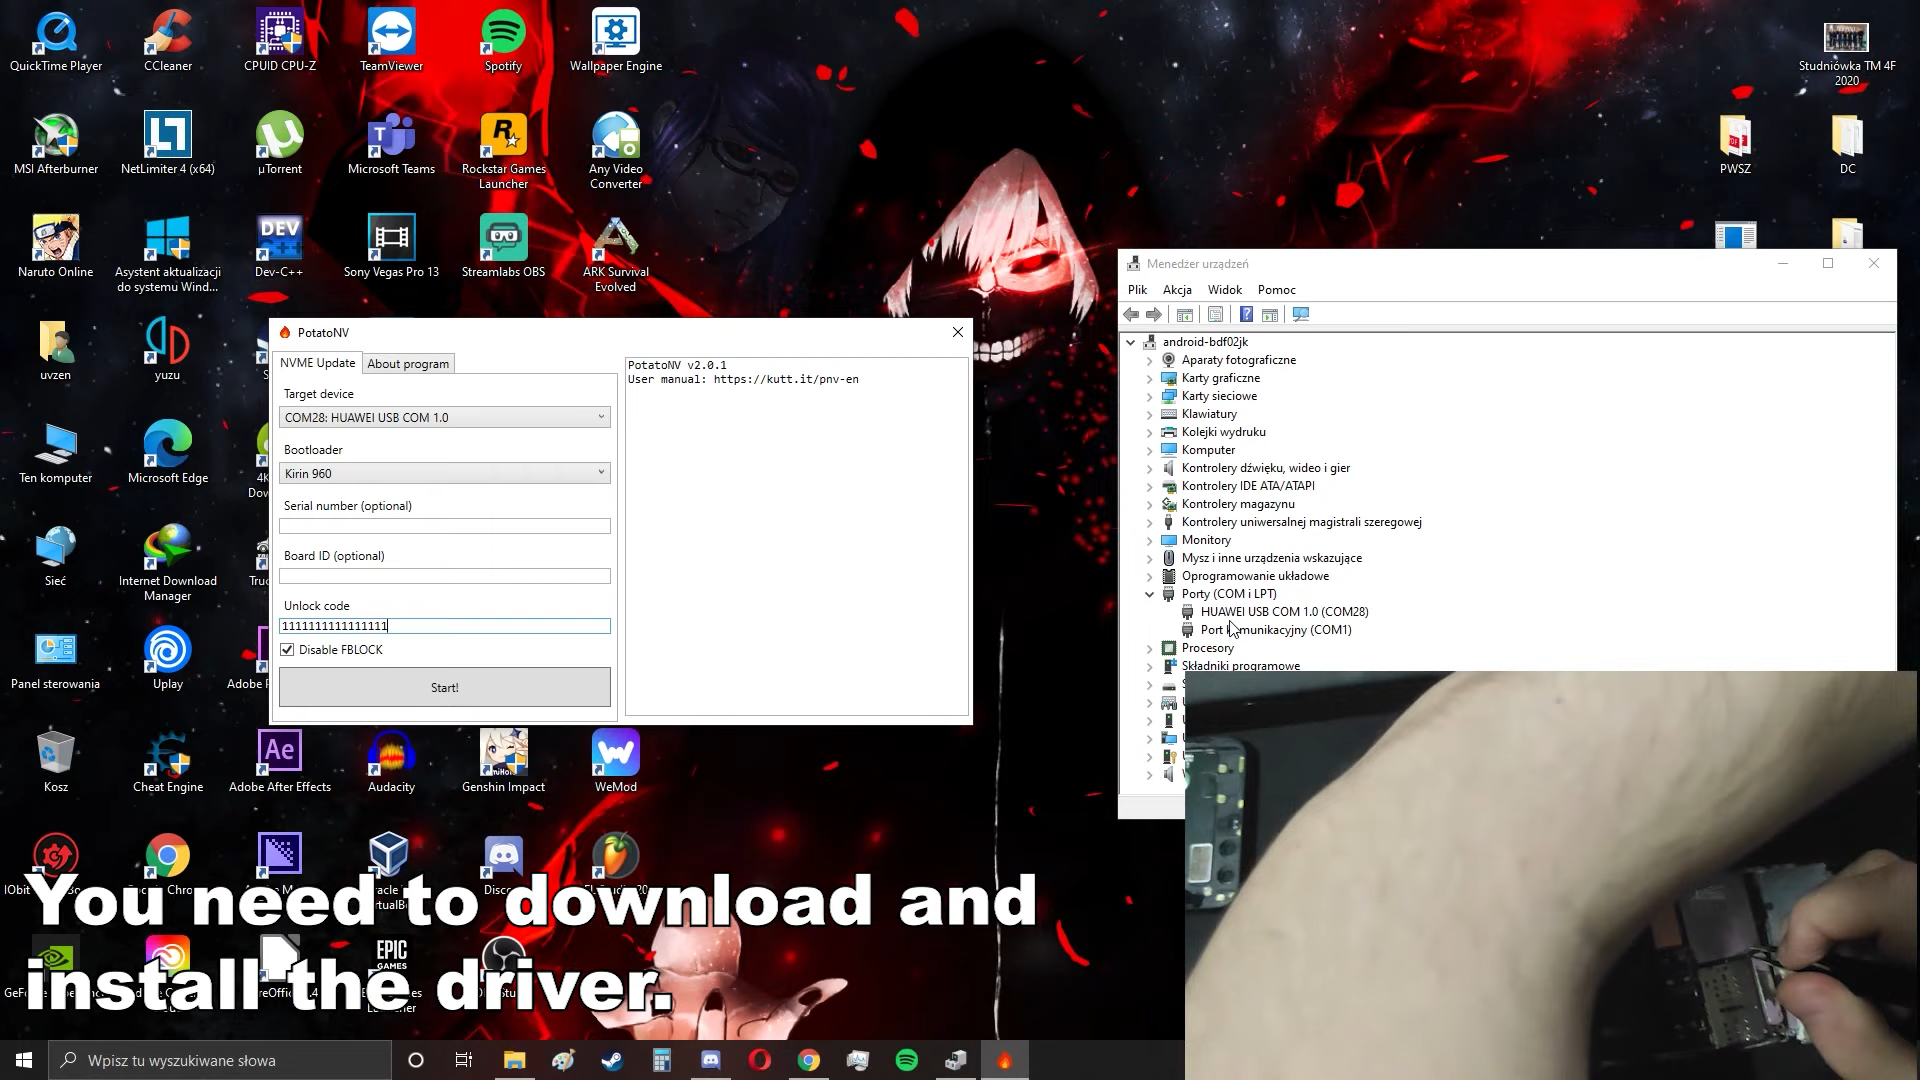 QuickTime Player
CCleaner
CPUID CPU-Z
TeamViewer
Spotify
Wallpaper Engine
Studniówka TM 4F
2020
MSI Afterburner
NetLimiter 4 (x64)
µTorrent
Microsoft Teams
Rockstar Games
Launcher
Any Video
Converter
PWSZ
DC
Naruto Online
Asystent aktualizacji
do systemu Wind...
DEV
C++
Dev-C++
Sony Vegas Pro 13
Streamlabs OBS
ARK Survival
Evolved
uvzen
yuzu
Ten komputer
Microsoft Edge
Sieć
Internet Download
Manager
Panel sterowania
Uplay
Kosz
Cheat Engine
Ae
Adobe After Effects
Audacity
Genshin Impact
WeMod
EPIC
GAMES
PotatoNV
NVME Update
About program
Target device
COM28: HUAWEI USB COM 1.0
Bootloader
Kirin 960
Serial number (optional)
Board ID (optional)
Unlock code
1111111111111111
Disable FBLOCK
Start!
PotatoNV v2.0.1
User manual: https://kutt.it/pnv-en
Menedżer urządzeń
Plik Akcja Widok Pomoc
android-bdf02jk
Aparaty fotograficzne
Karty graficzne
Karty sieciowe
Klawiatury
Kolejki wydruku
Komputer
Kontrolery dźwięku, wideo i gier
Kontrolery IDE ATA/ATAPI
Kontrolery magazynu
Kontrolery uniwersalnej magistrali szeregowej
Monitory
Mysz i inne urządzenia wskazujące
Oprogramowanie układowe
Porty (COM i LPT)
HUAWEI USB COM 1.0 (COM28)
Port komunikacyjny (COM1)
Procesory
Składniki programowe
You need to download and
install the driver.
Wpisz tu wyszukiwane słowa